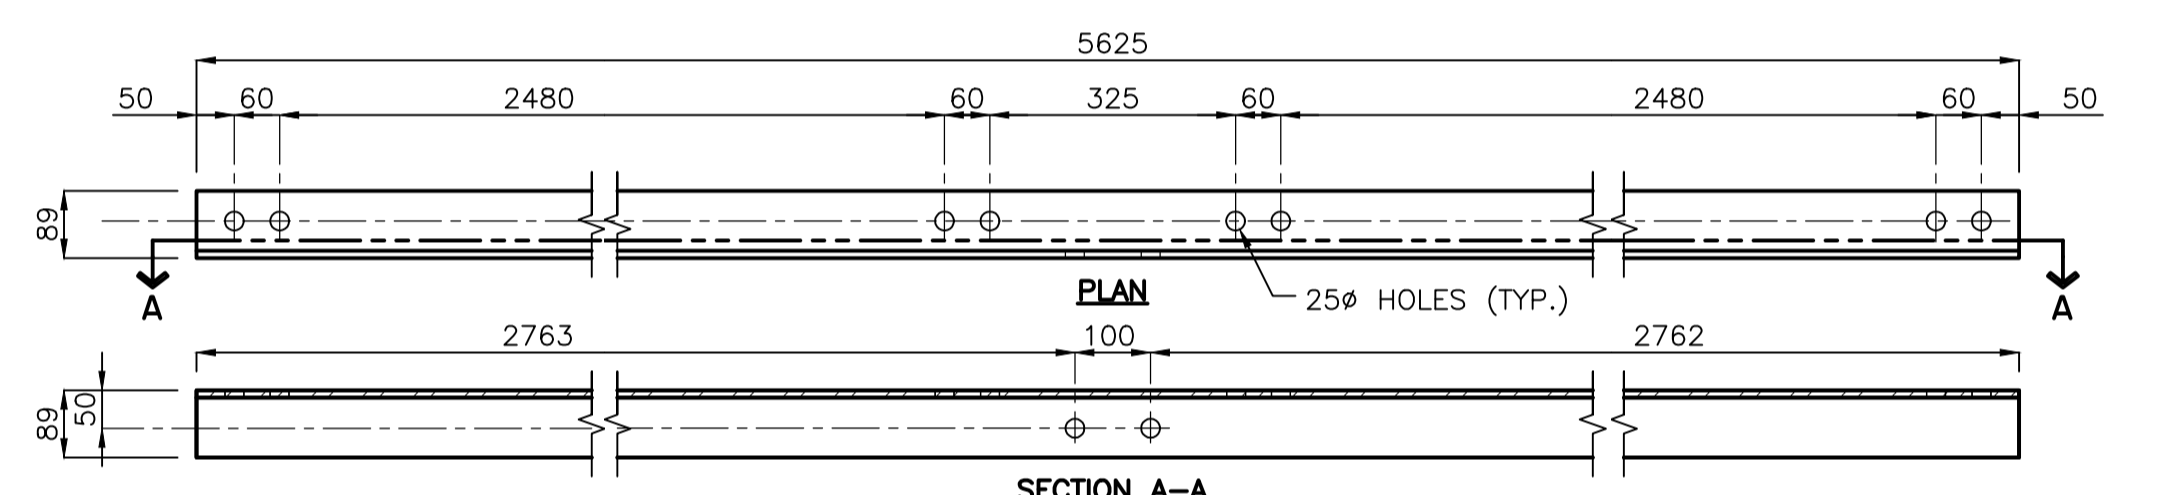 5625
50 60 2480 60 325 60 2480 60 50
89
A A
PLAN
25ø HOLES (TYP.)
2763 100 2762
89 50
SECTION A-A